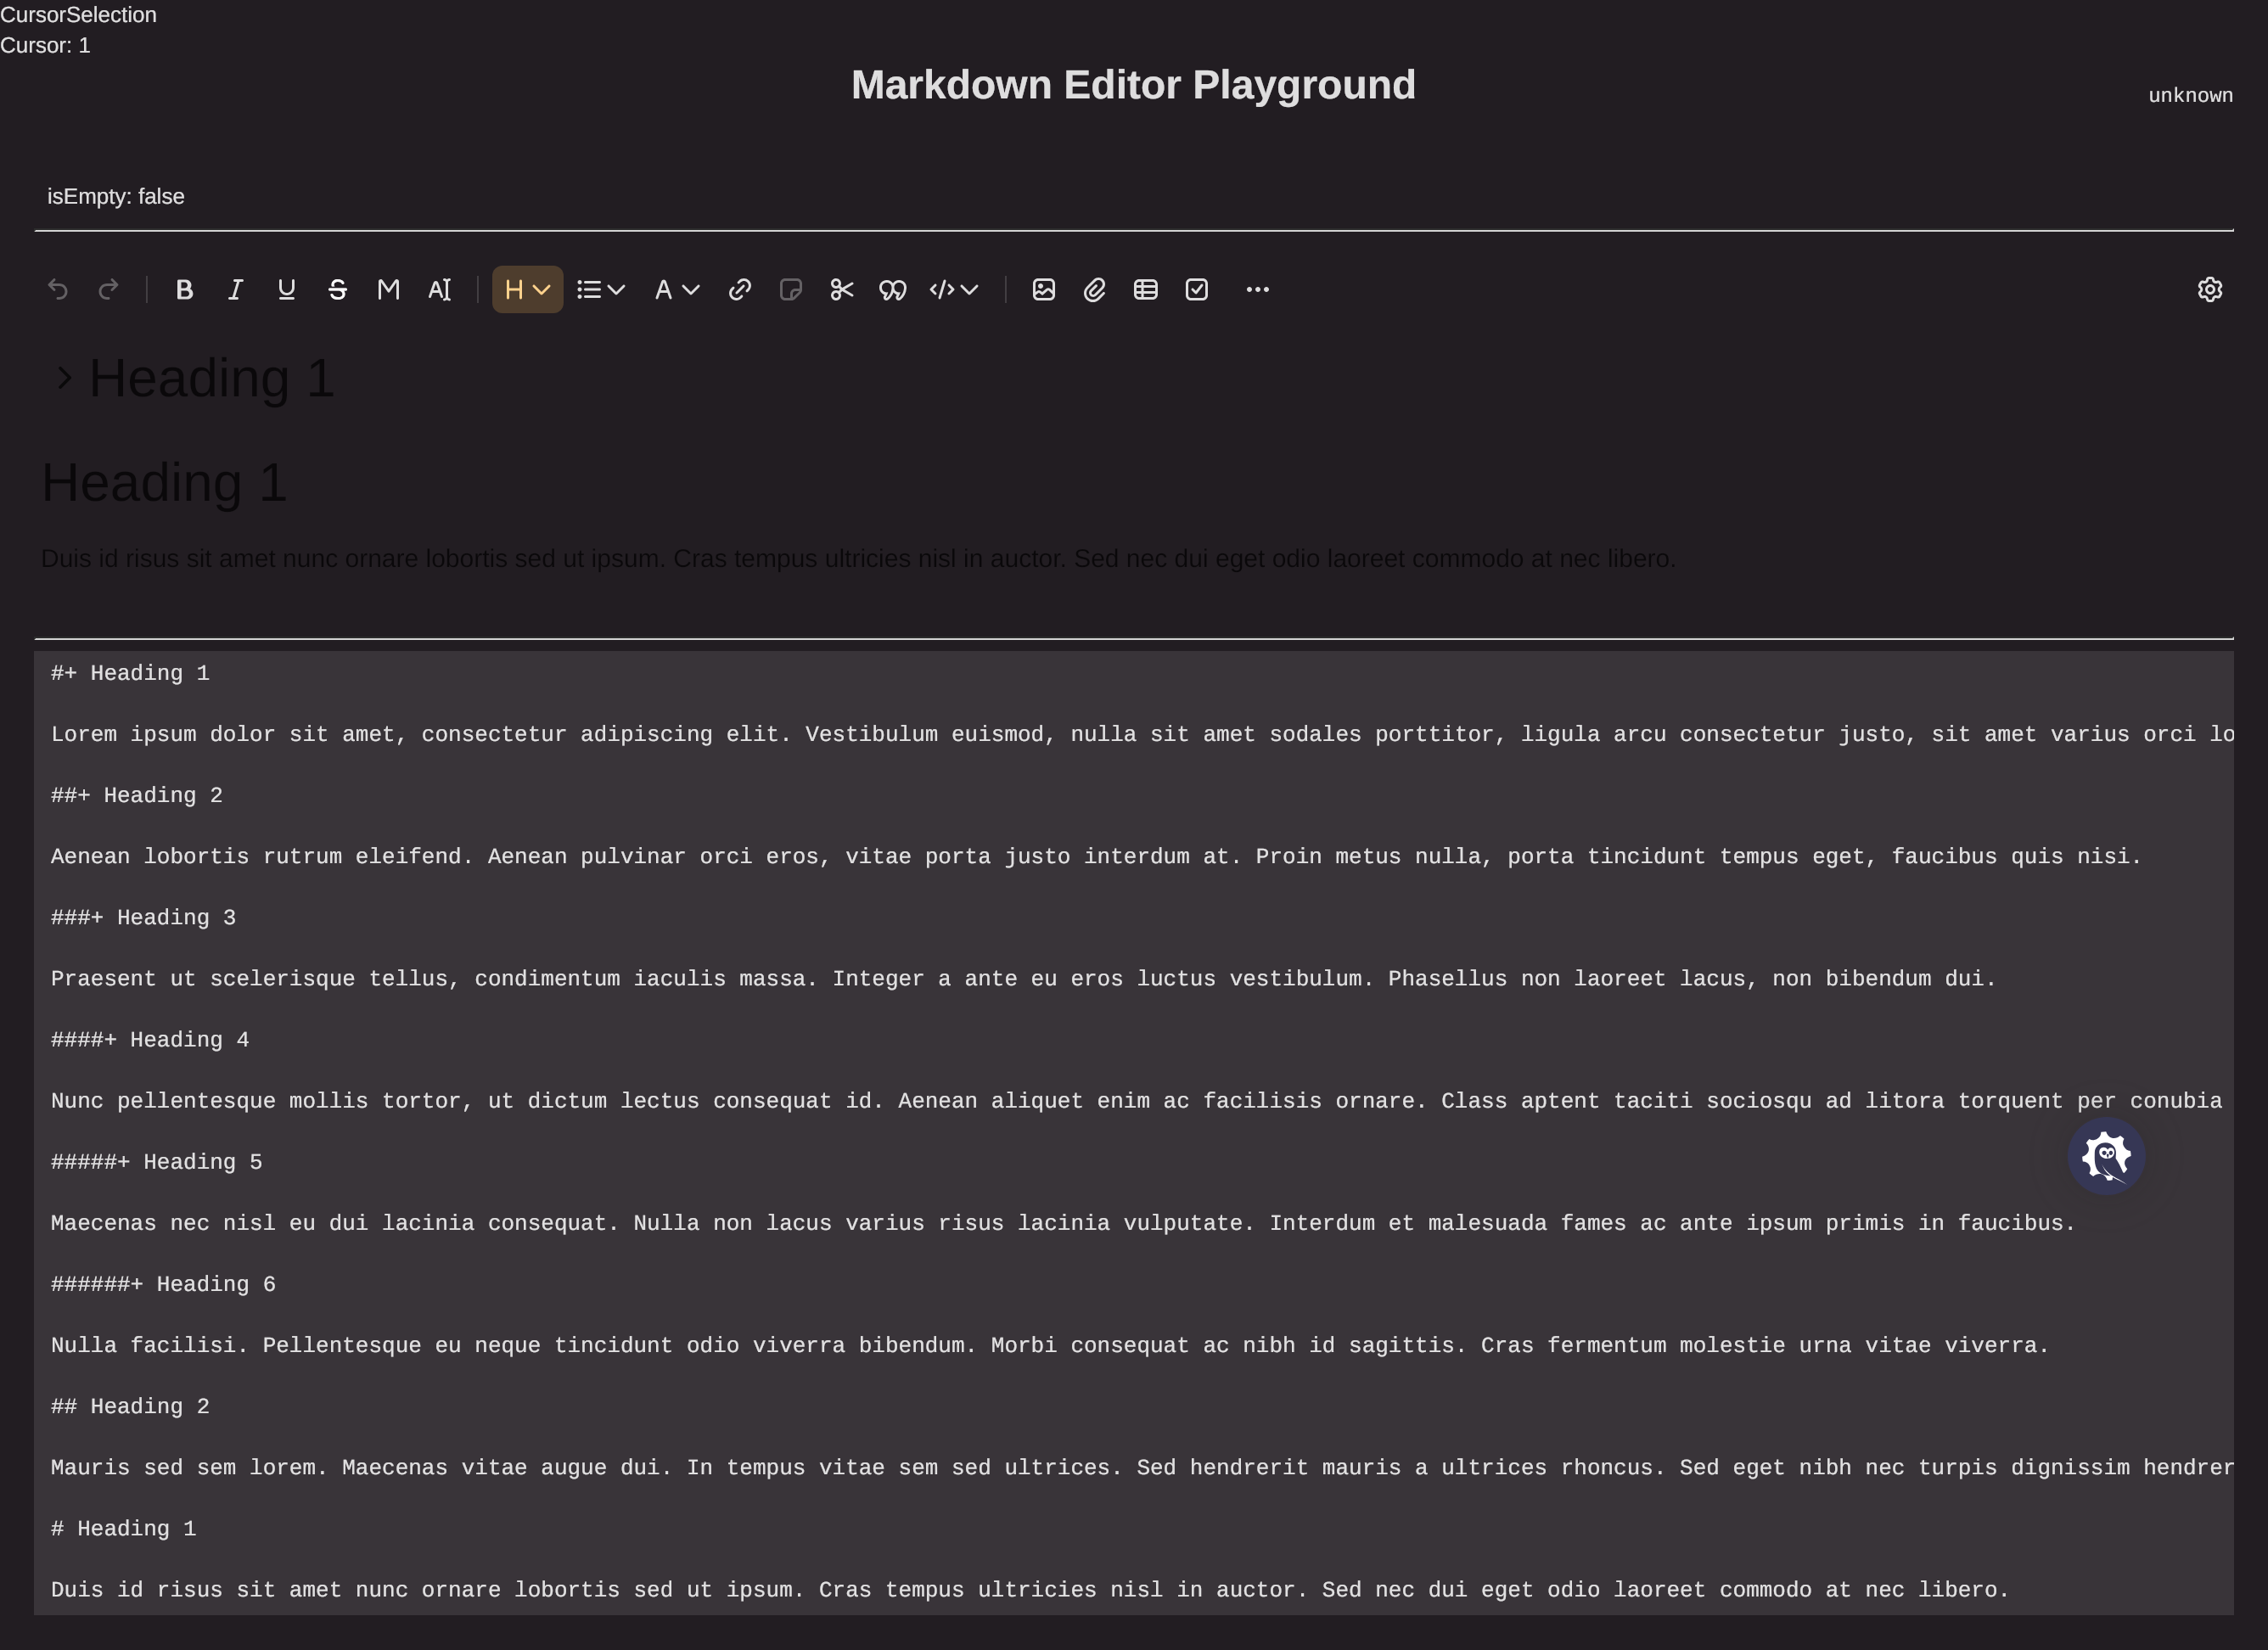 CursorSelection
Cursor: 1
Markdown Editor Playground
unknown
isEmpty: false
Heading 1
Heading 1
Duis id risus sit amet nunc ornare lobortis sed ut ipsum. Cras tempus ultricies nisl in auctor. Sed nec dui eget odio laoreet commodo at nec libero.
#+ Heading 1
Lorem ipsum dolor sit amet, consectetur adipiscing elit. Vestibulum euismod, nulla sit amet sodales porttitor, ligula arcu consectetur justo, sit amet varius orci lo
##+ Heading 2
Aenean lobortis rutrum eleifend. Aenean pulvinar orci eros, vitae porta justo interdum at. Proin metus nulla, porta tincidunt tempus eget, faucibus quis nisi.
###+ Heading 3
Praesent ut scelerisque tellus, condimentum iaculis massa. Integer a ante eu eros luctus vestibulum. Phasellus non laoreet lacus, non bibendum dui.
####+ Heading 4
Nunc pellentesque mollis tortor, ut dictum lectus consequat id. Aenean aliquet enim ac facilisis ornare. Class aptent taciti sociosqu ad litora torquent per conubia
#####+ Heading 5
Maecenas nec nisl eu dui lacinia consequat. Nulla non lacus varius risus lacinia vulputate. Interdum et malesuada fames ac ante ipsum primis in faucibus.
######+ Heading 6
Nulla facilisi. Pellentesque eu neque tincidunt odio viverra bibendum. Morbi consequat ac nibh id sagittis. Cras fermentum molestie urna vitae viverra.
## Heading 2
Mauris sed sem lorem. Maecenas vitae augue dui. In tempus vitae sem sed ultrices. Sed hendrerit mauris a ultrices rhoncus. Sed eget nibh nec turpis dignissim hendrer
# Heading 1
Duis id risus sit amet nunc ornare lobortis sed ut ipsum. Cras tempus ultricies nisl in auctor. Sed nec dui eget odio laoreet commodo at nec libero.